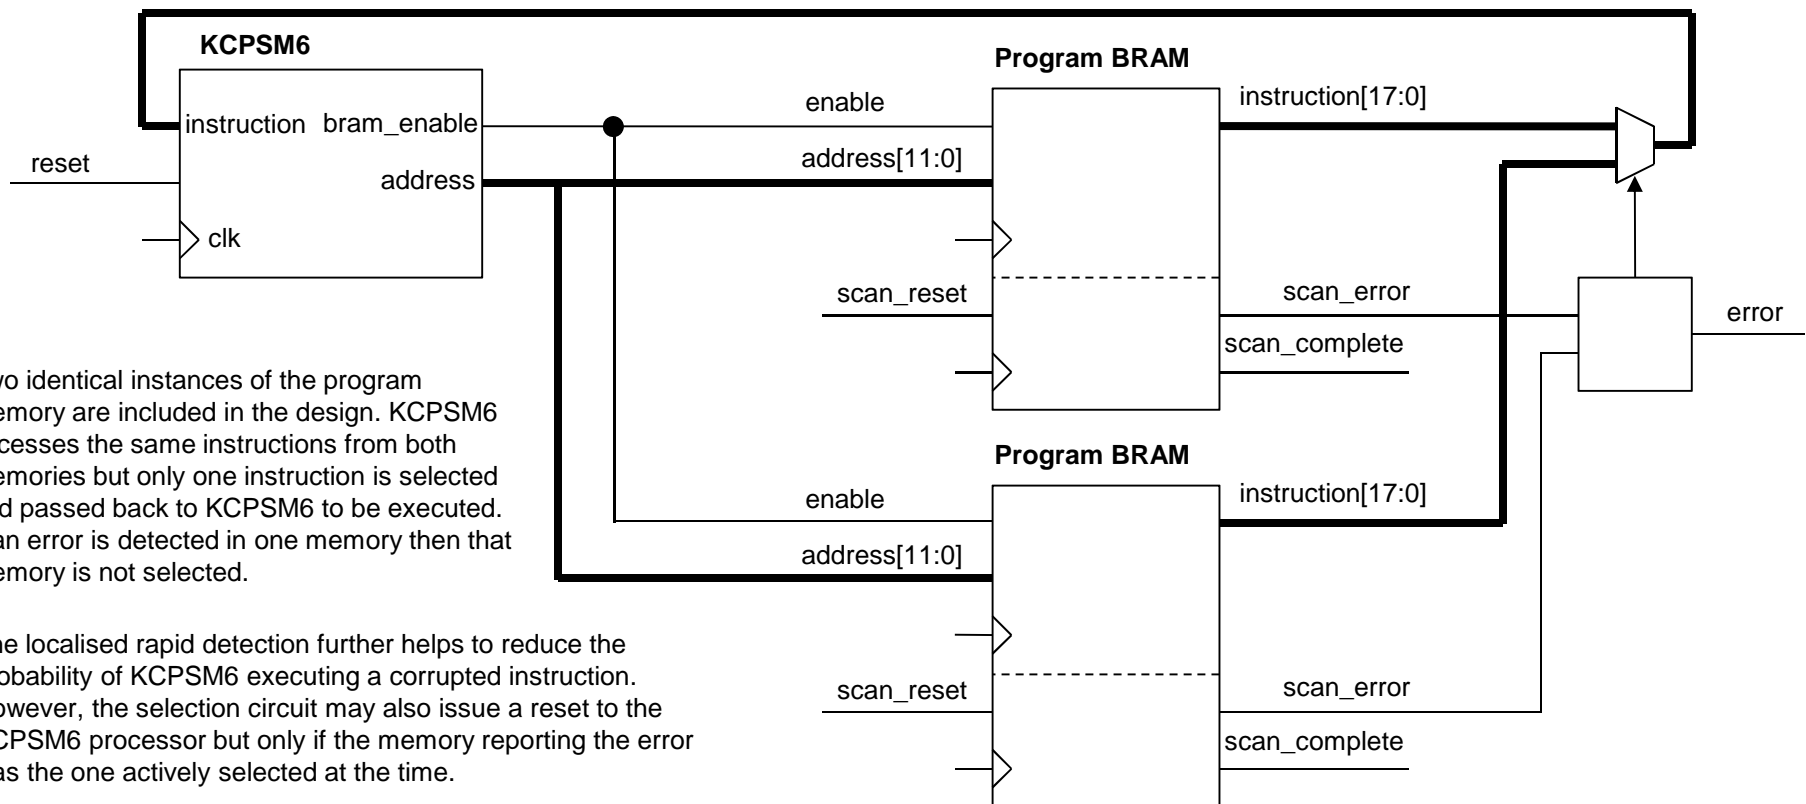 KCPSM6
Program BRAM
instruction bram_enable
enable
instruction[17:0]
reset
address
address[11:0]
clk
scan_reset
scan_error
error
scan_complete
wo identical instances of the program
emory are included in the design. KCPSM6
cesses the same instructions from both
emories but only one instruction is selected
d passed back to KCPSM6 to be executed.
an error is detected in one memory then that
emory is not selected.
Program BRAM
enable
instruction[17:0]
address[11:0]
e localised rapid detection further helps to reduce the
obability of KCPSM6 executing a corrupted instruction.
owever, the selection circuit may also issue a reset to the
CPSM6 processor but only if the memory reporting the error
as the one actively selected at the time.
scan_reset
scan_error
scan_complete